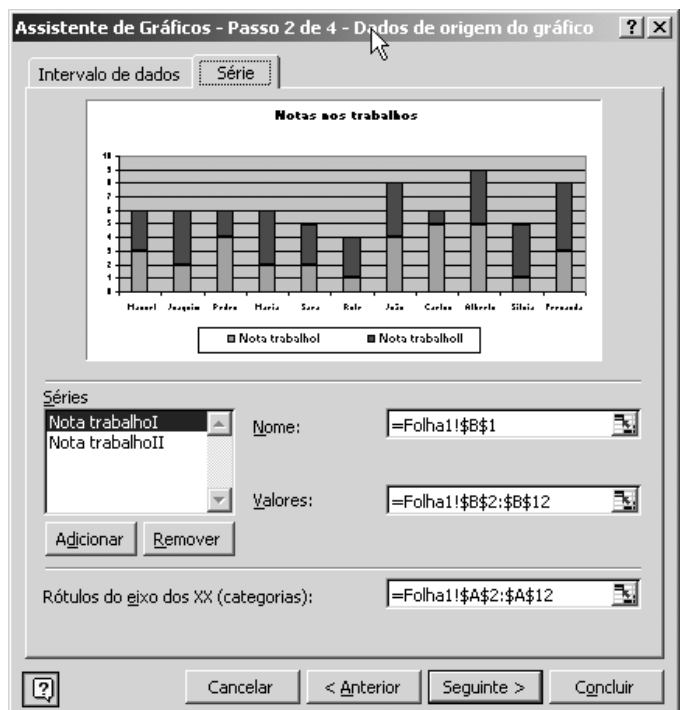 Assistente de Gráficos - Passo 2 de 4 - Dados de origem do gráfico
Intervalo de dados Série
Notas nos trabalhos
10
9
8
7
6
5
4
3
2
1
0
Manuel Joaquim Pedro Maria Sara Rute João Carlos Alberto Sílvia Fernanda
Nota trabalhoI Nota trabalhoII
Séries
Nota trabalhoI
Nota trabalhoII
Nome: =Folha1!$B$1
Valores: =Folha1!$B$2:$B$12
Adicionar Remover
Rótulos do eixo dos XX (categorias): =Folha1!$A$2:$A$12
Cancelar < Anterior Seguinte > Concluir